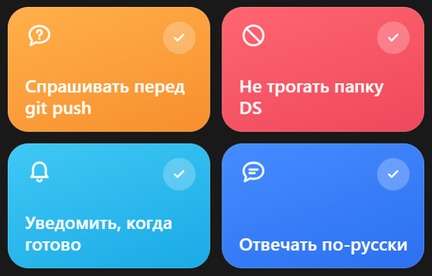 Спрашивать перед
git push
Не трогать папку
DS
Уведомить, когда
готово
Отвечать по-русски